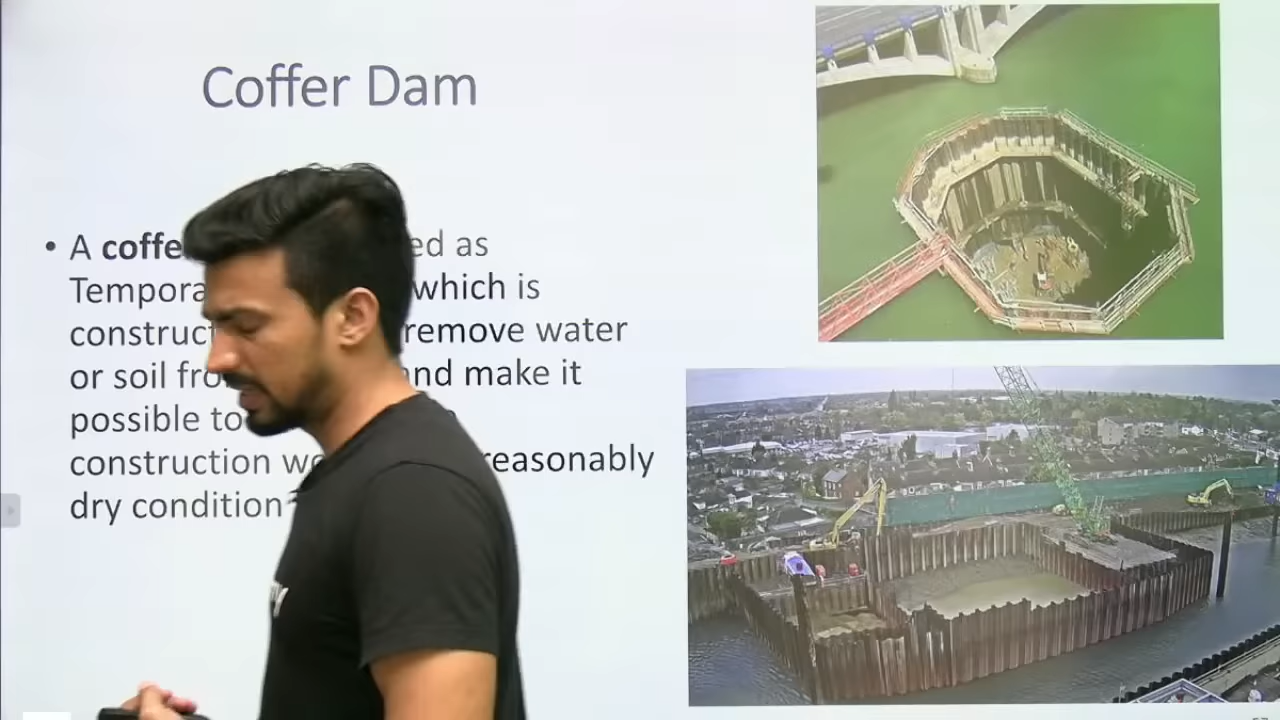 Coffer Dam
• A coffe ed as
Tempora which is
construct remove water
or soil fro and make it
possible to
construction wo reasonably
dry condition